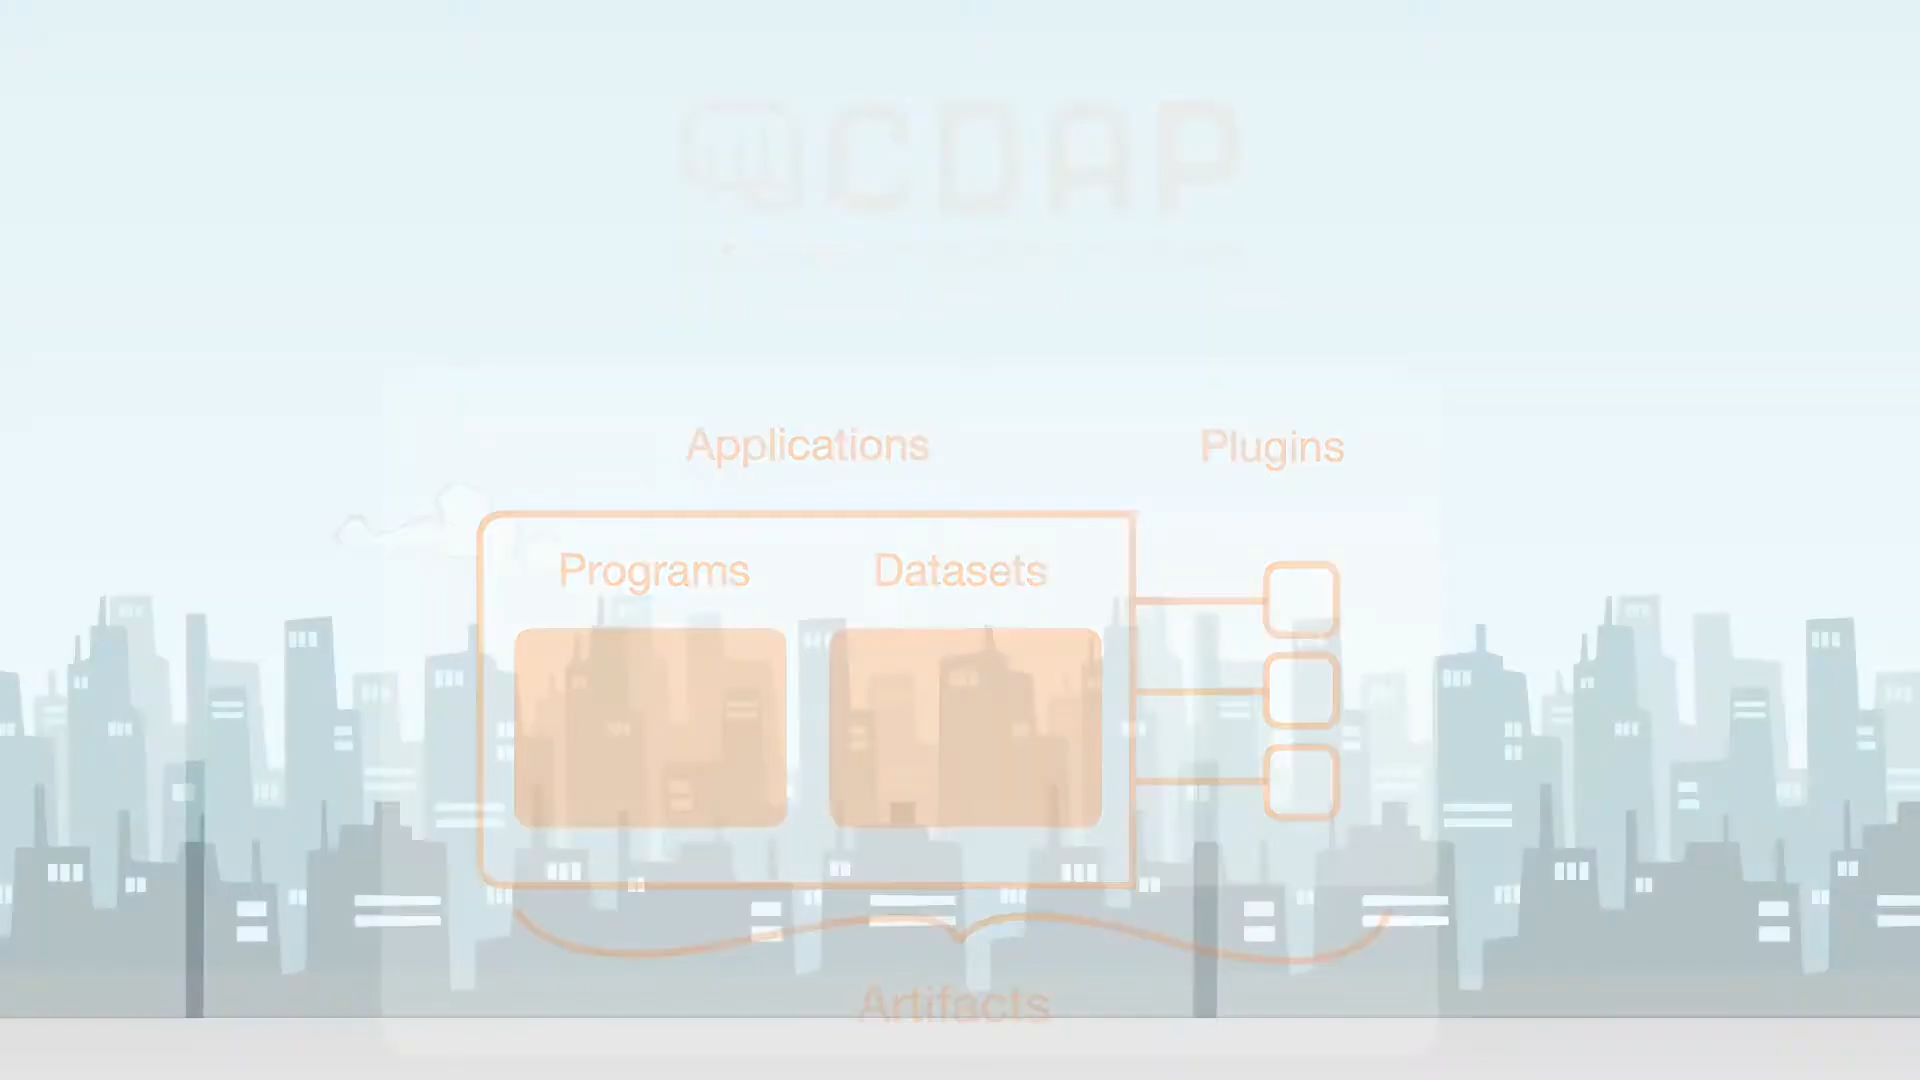 CDAP
Applications
Plugins
Programs
Datasets
Artifacts